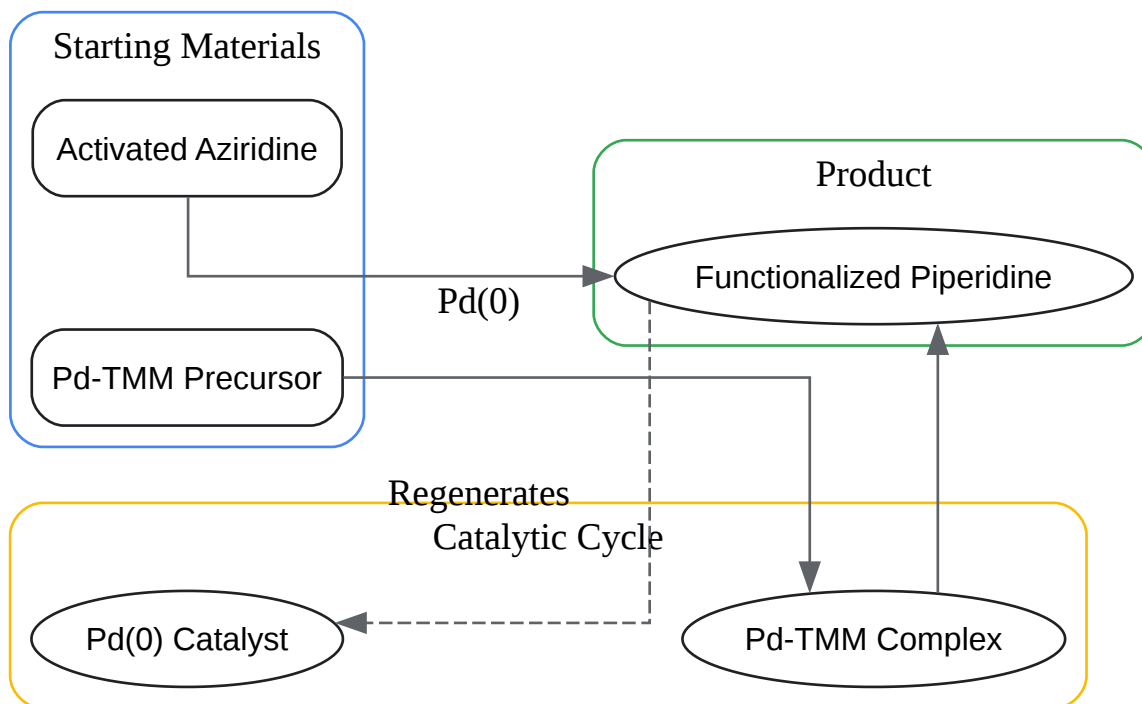 Starting Materials
Activated Aziridine
Product
Functionalized Piperidine
Pd(0)
Pd-TMM Precursor
Regenerates
Catalytic Cycle
Pd(0) Catalyst
Pd-TMM Complex